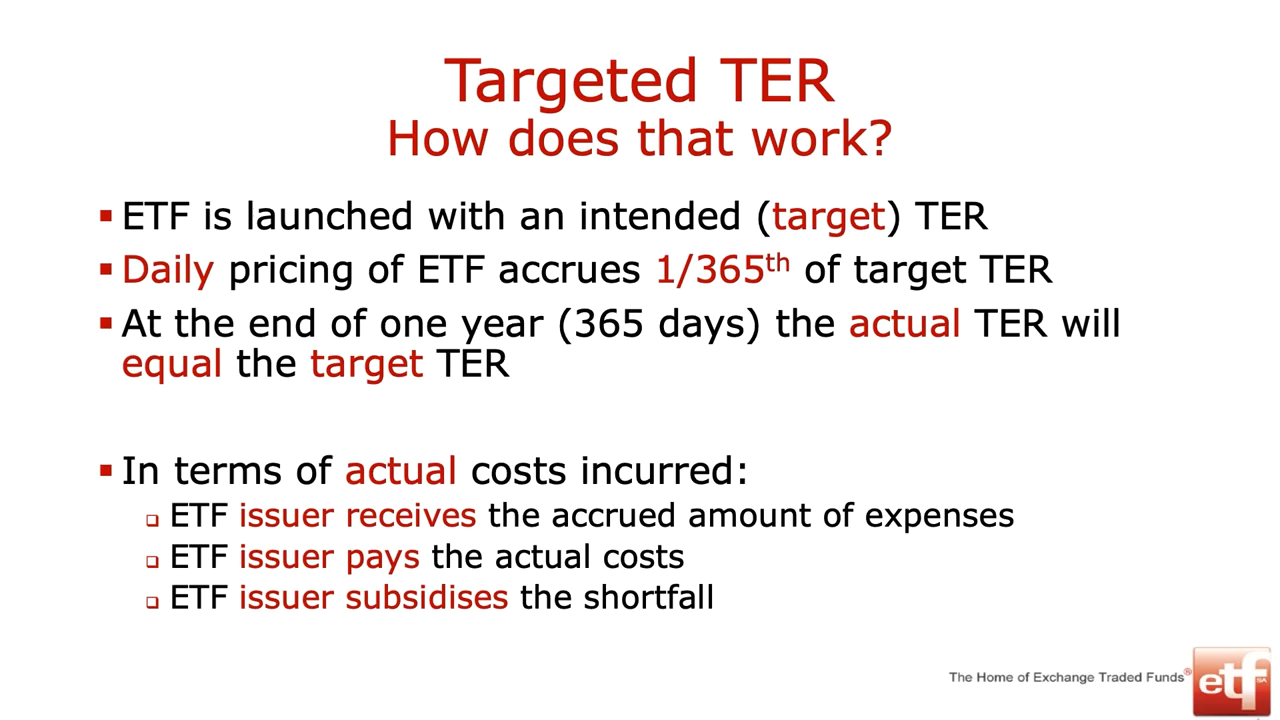 Targeted TER
How does that work?
ETF is launched with an intended (target) TER
Daily pricing of ETF accrues 1/365th of target TER
At the end of one year (365 days) the actual TER will
equal the target TER
In terms of actual costs incurred:
ETF issuer receives the accrued amount of expenses
ETF issuer pays the actual costs
ETF issuer subsidises the shortfall
The Home of Exchange Traded Funds®
etf
SA